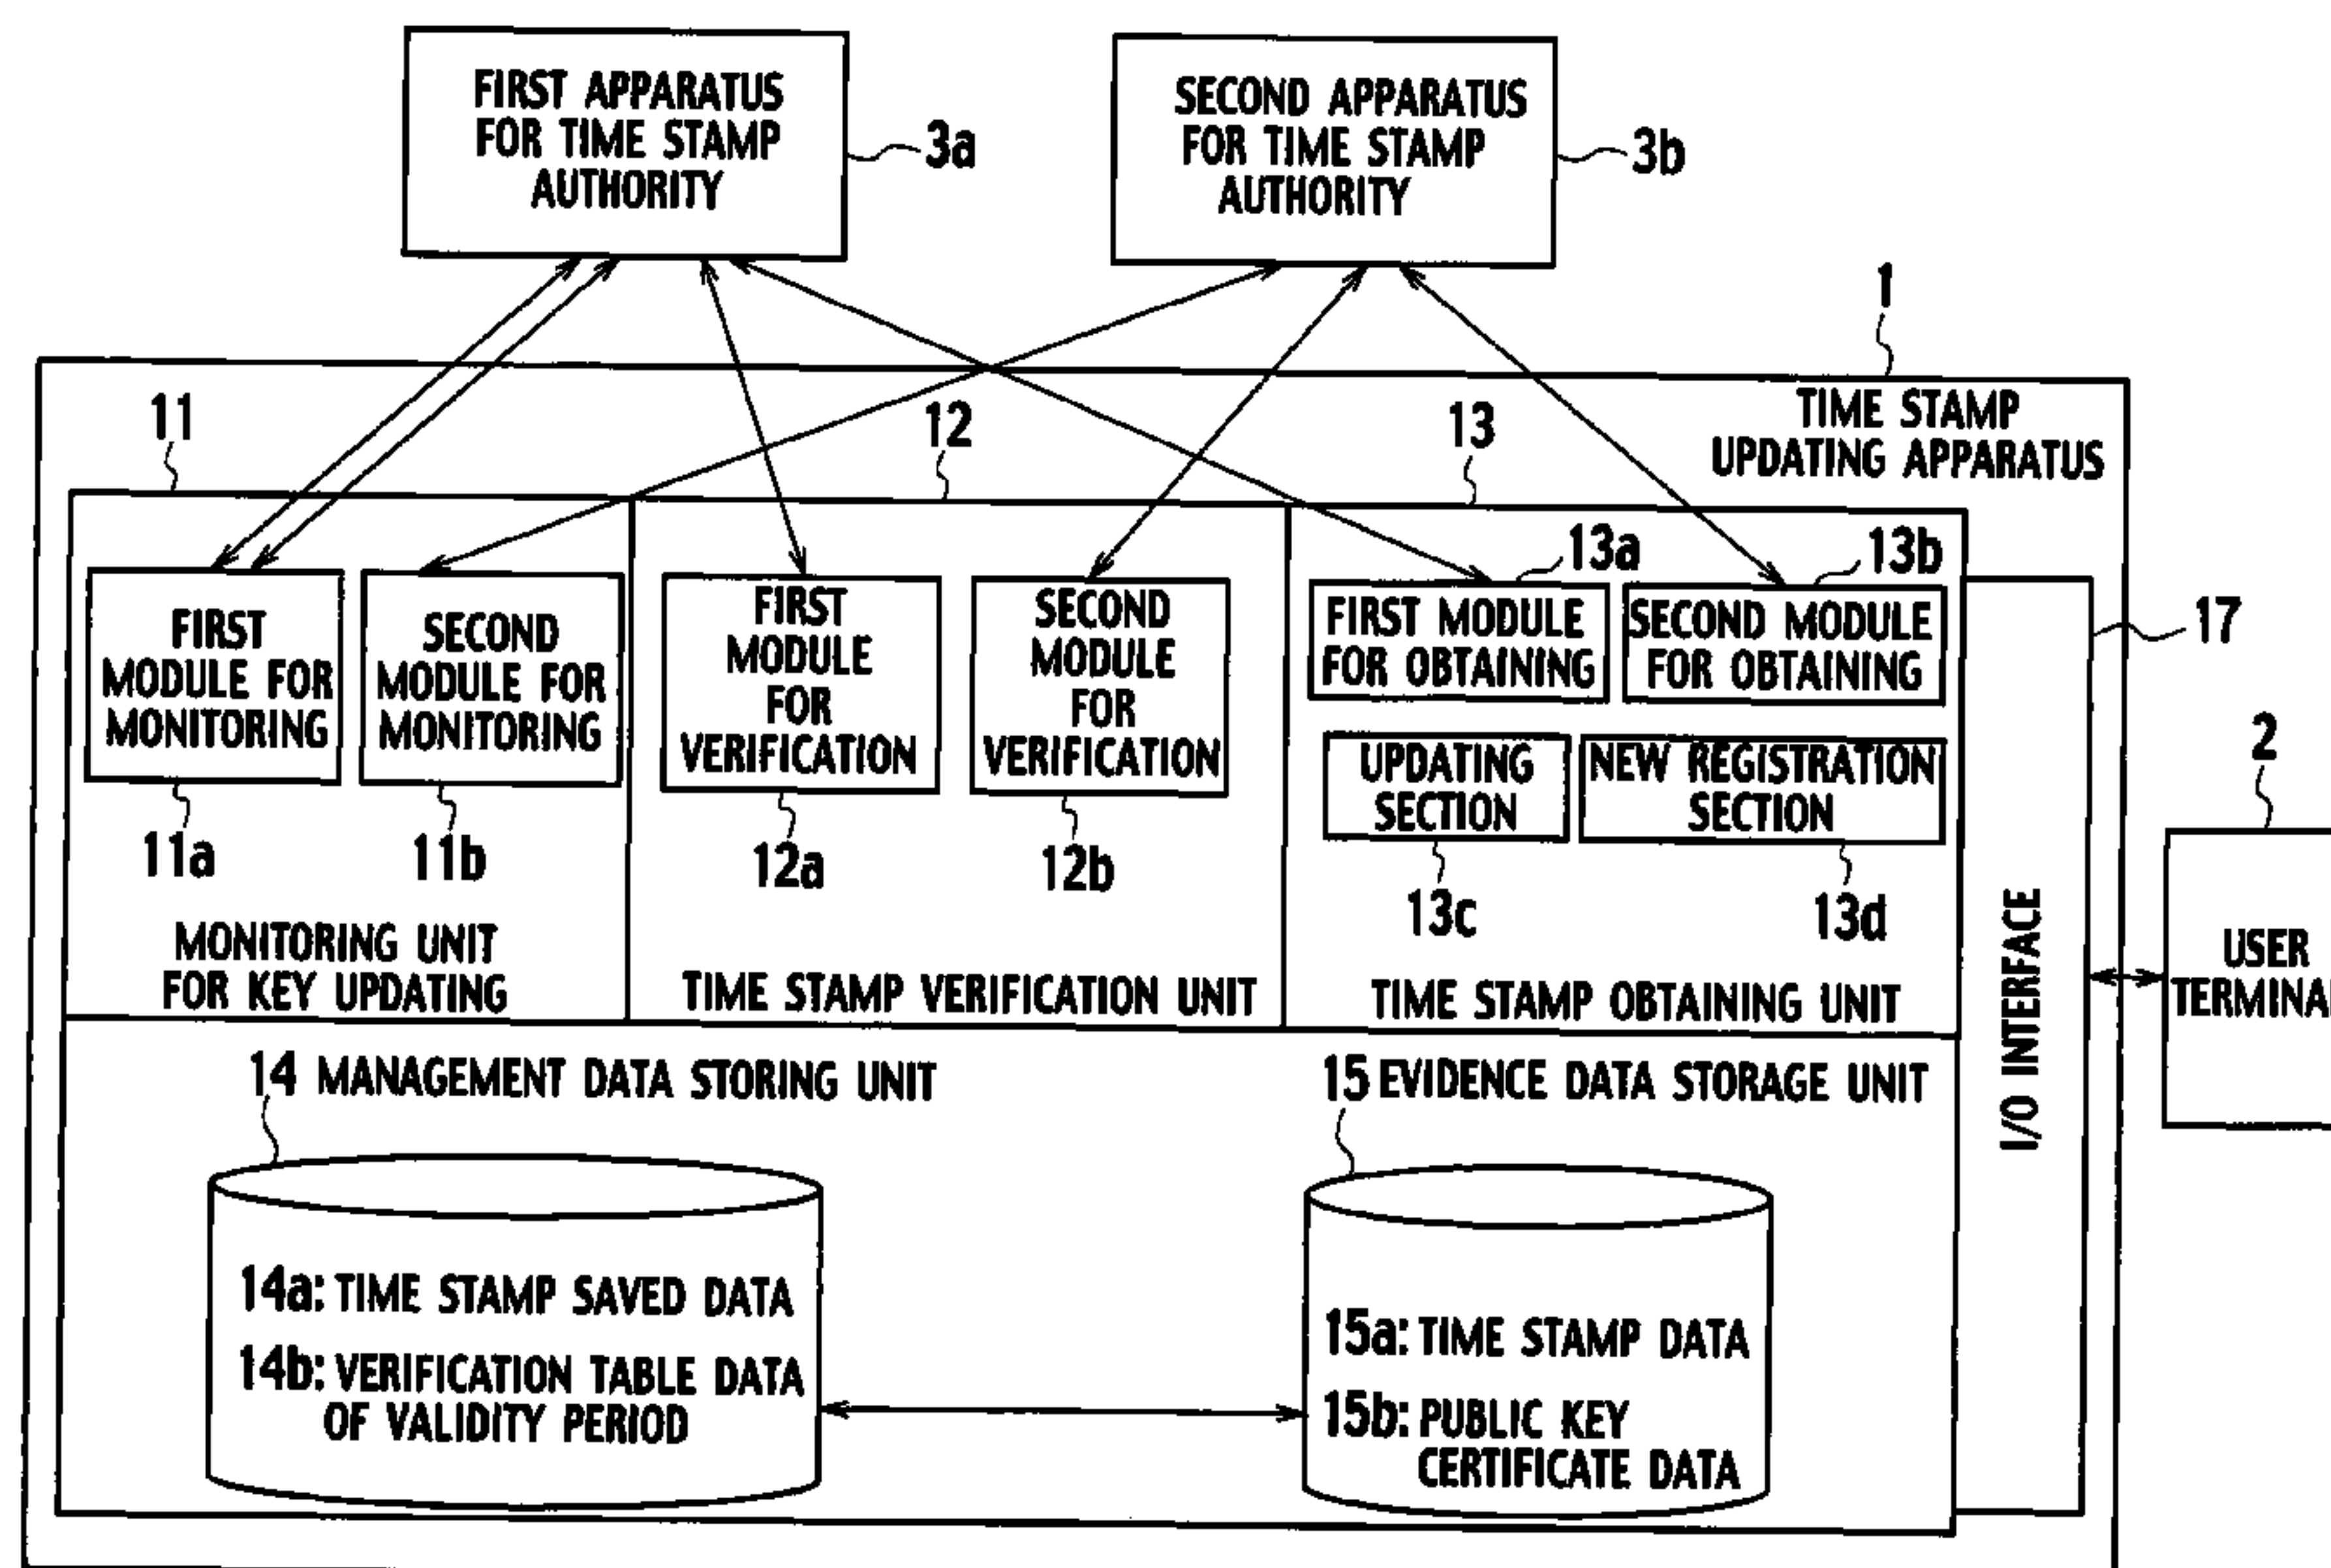 FIRST APPARATUS
FOR TIME STAMP
AUTHORITY
3a
SECOND APPARATUS
FOR TIME STAMP
AUTHORITY
3b
1
TIME STAMP
UPDATING APPARATUS
11
12
13
FIRST
MODULE FOR
MONITORING
11a
SECOND
MODULE FOR
MONITORING
11b
MONITORING UNIT
FOR KEY UPDATING
FIRST
MODULE
FOR
VERIFICATION
12a
SECOND
MODULE
FOR
VERIFICATION
12b
TIME STAMP VERIFICATION UNIT
13a
FIRST MODULE
FOR OBTAINING
13b
SECOND MODULE
FOR OBTAINING
UPDATING
SECTION
13c
NEW REGISTRATION
SECTION
13d
TIME STAMP OBTAINING UNIT
17
I/O INTERFACE
2
USER
TERMINAL
14 MANAGEMENT DATA STORING UNIT
14a: TIME STAMP SAVED DATA
14b: VERIFICATION TABLE DATA
OF VALIDITY PERIOD
15 EVIDENCE DATA STORAGE UNIT
15a: TIME STAMP DATA
15b: PUBLIC KEY
CERTIFICATE DATA